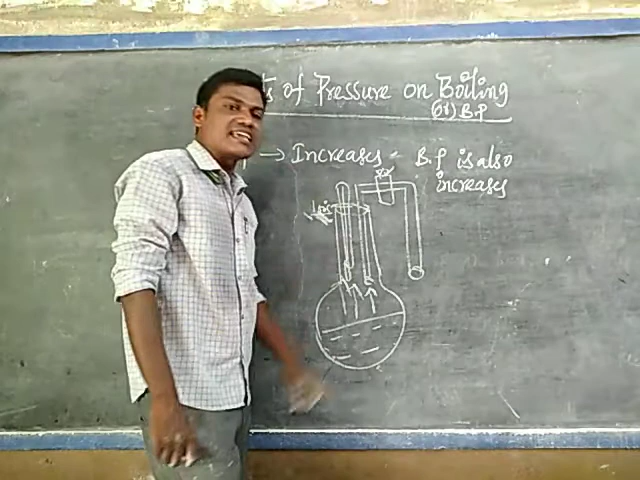 of Pressure on Boiling
(or) B.P
→ Increases - B.P is also
increases